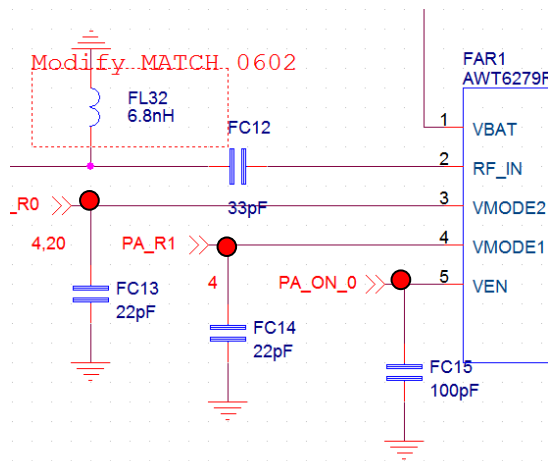 Modify MATCH 0602
FAR1
AWT6279F
FL32
6.8nH
FC12
33pF
1 VBAT
2 RF_IN
3 VMODE2
4 VMODE1
5 VEN
_R0
4,20
PA_R1
4
PA_ON_0
FC13
22pF
FC14
22pF
FC15
100pF